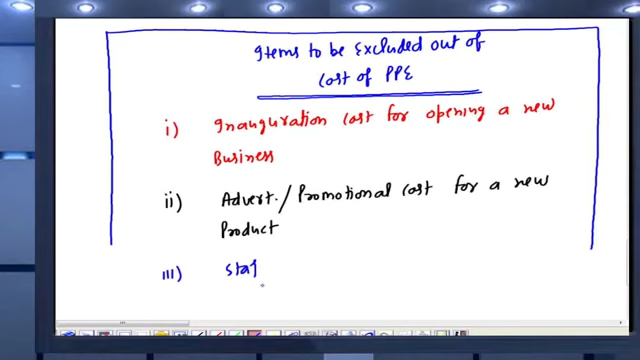 Items to be Excluded out of
Cost of PPE
i) Inauguration cost for opening a new
Business
ii) Advert./Promotional cost for a new
Product
iii) Staf